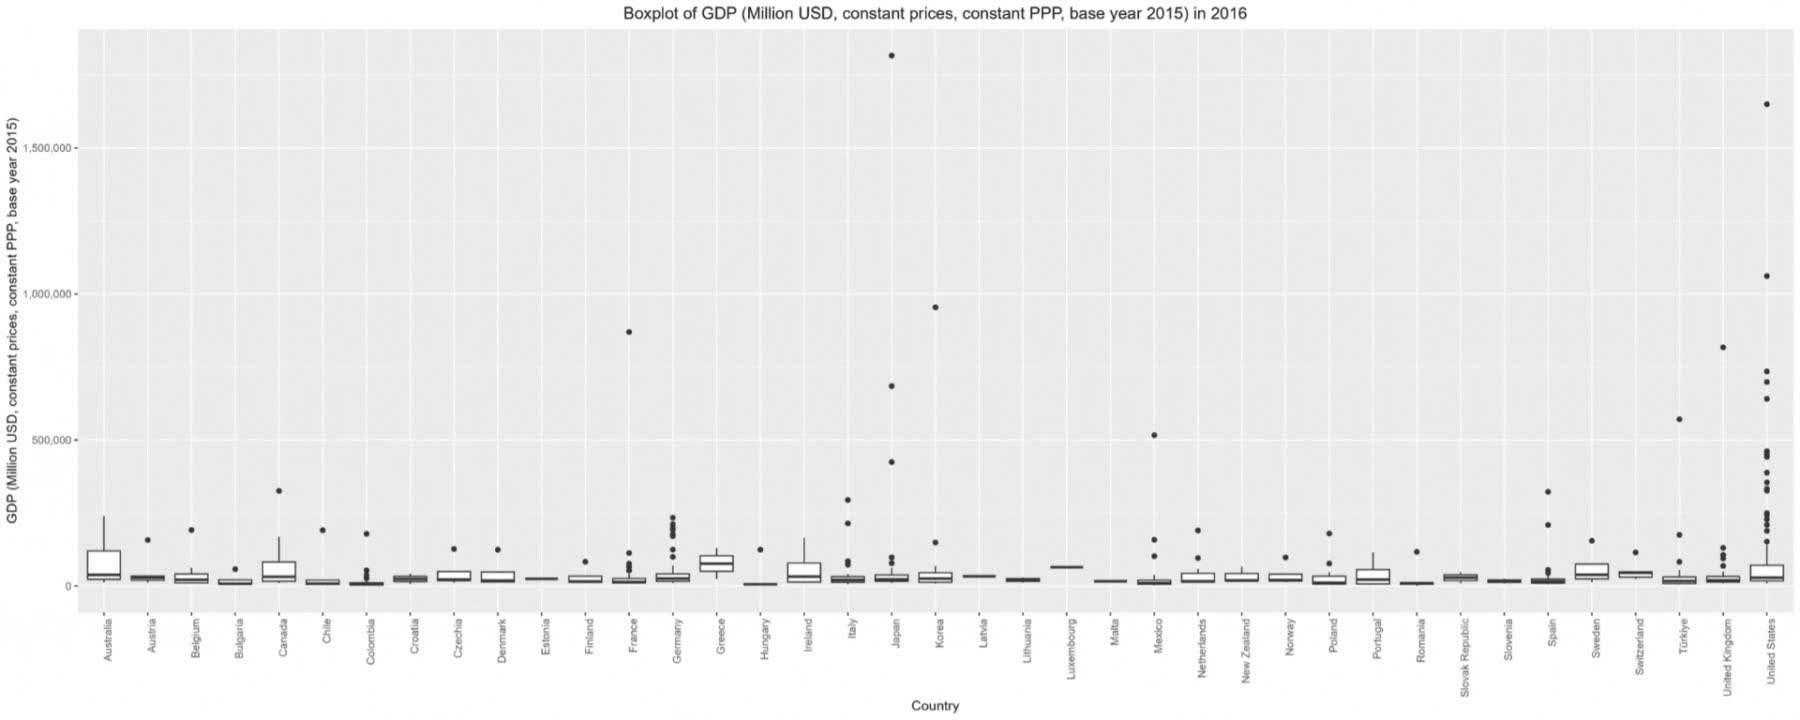 Boxplot of GDP (Million USD, constant prices, constant PPP, base year 2015) in 2016
GDP (Million USD, constant prices, constant PPP, base year 2015)
1,500,000
1,000,000
500,000
0
Australia
Austria
Belgium
Bulgaria
Canada
Chile
Colombia
Croatia
Czechia
Denmark
Estonia
Finland
France
Germany
Greece
Hungary
Ireland
Italy
Japan
Korea
Latvia
Lithuania
Luxembourg
Malta
Mexico
Netherlands
New Zealand
Norway
Poland
Portugal
Romania
Slovak Republic
Slovenia
Spain
Sweden
Switzerland
Türkiye
United Kingdom
United States
Country